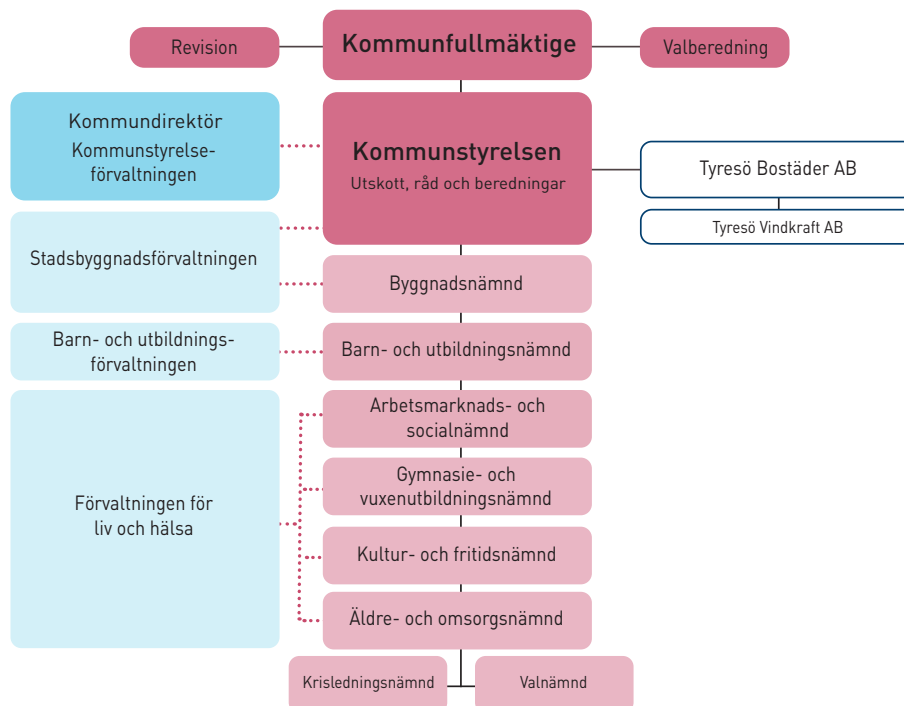 Revision
Kommunfullmäktige
Valberedning
Kommundirektör
Kommunstyrelse-
förvaltningen
Kommunstyrelsen
Utskott, råd och beredningar
Tyresö Bostäder AB
Tyresö Vindkraft AB
Stadsbyggnadsförvaltningen
Byggnadsnämnd
Barn- och utbildnings-
förvaltningen
Barn- och utbildningsnämnd
Förvaltningen för
liv och hälsa
Arbetsmarknads- och
socialnämnd
Gymnasie- och
vuxenutbildningsnämnd
Kultur- och fritidsnämnd
Äldre- och omsorgsnämnd
Krisledningsnämnd
Valnämnd